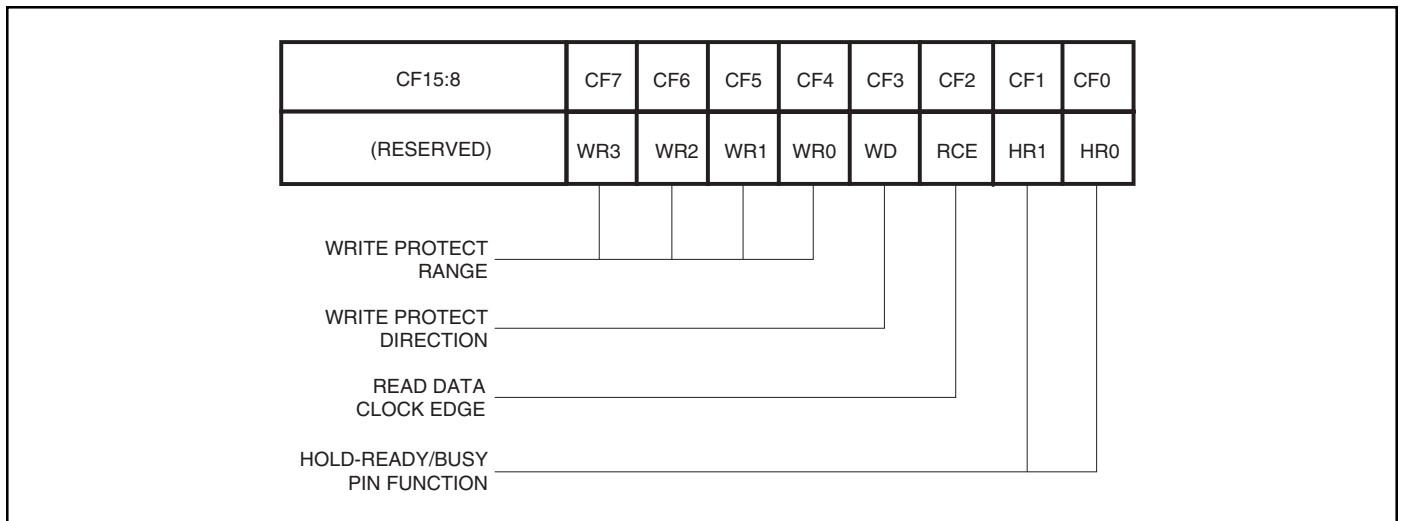 CF15:8 CF7 CF6 CF5 CF4 CF3 CF2 CF1 CF0
(RESERVED) WR3 WR2 WR1 WR0 WD RCE HR1 HR0
WRITE PROTECT
RANGE
WRITE PROTECT
DIRECTION
READ DATA
CLOCK EDGE
HOLD-READY/BUSY
PIN FUNCTION